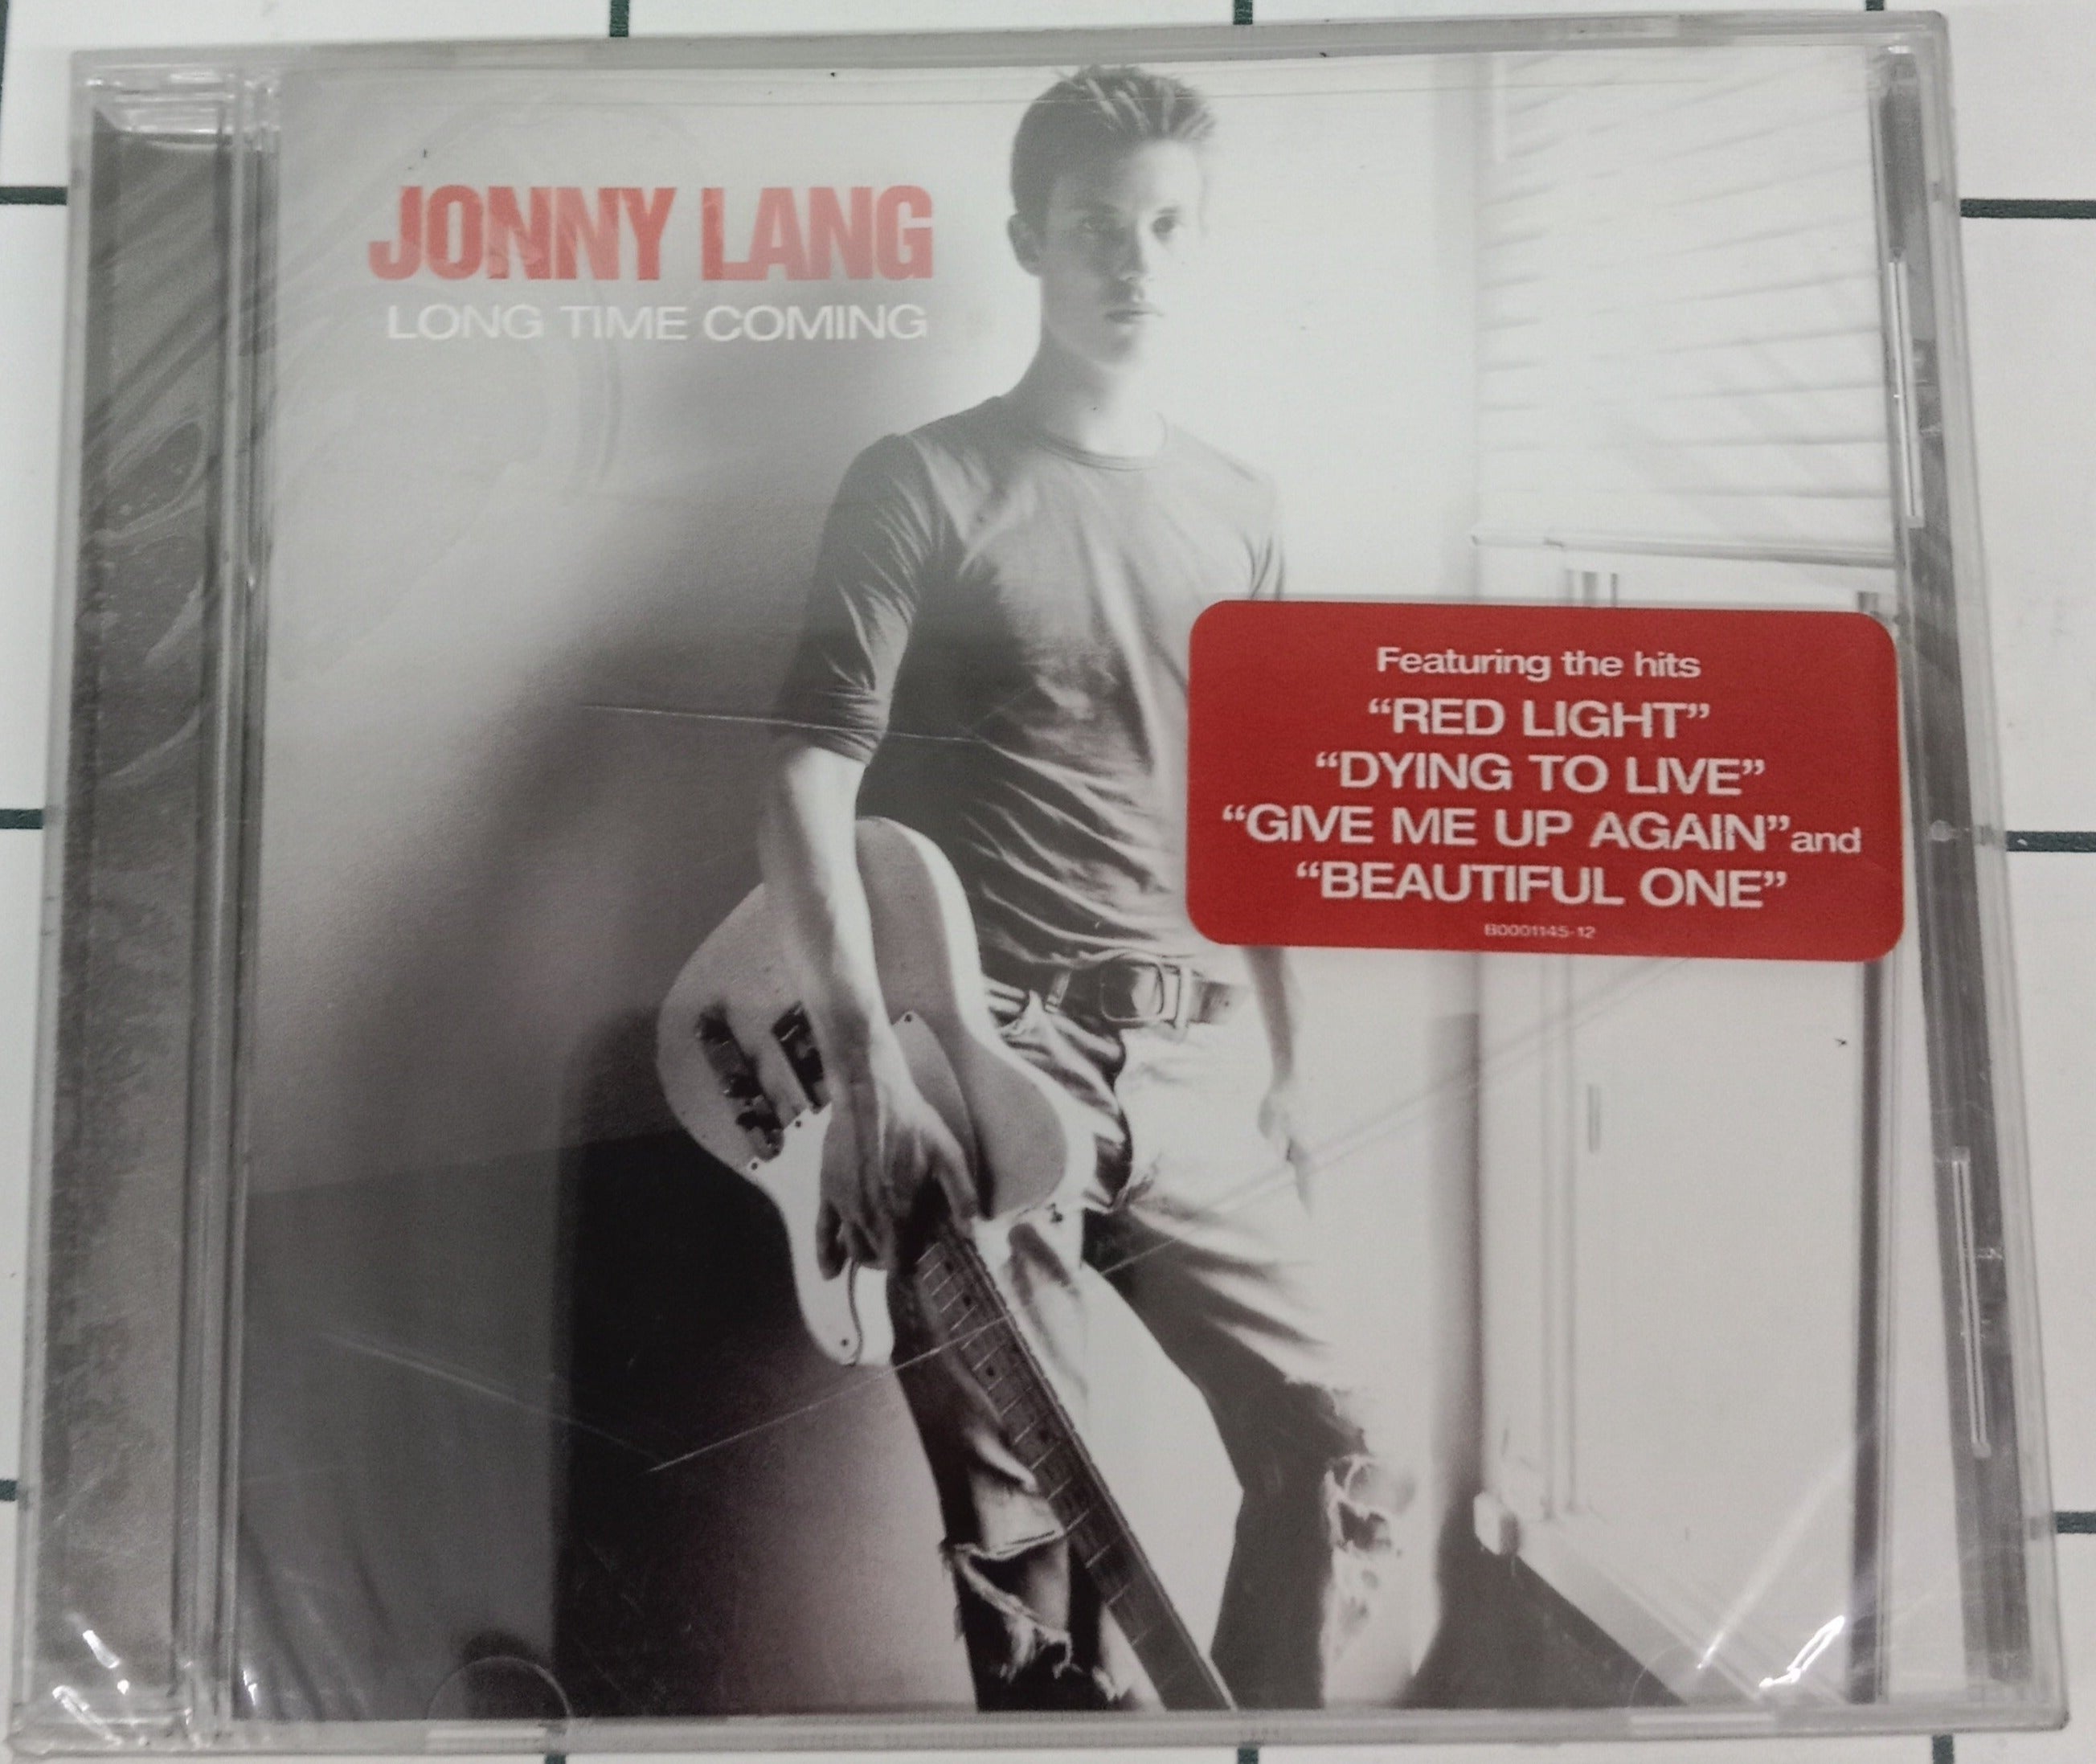 JONNY LANG
LONG TIME COMING
Featuring the hits
“RED LIGHT”
“DYING TO LIVE”
“GIVE ME UP AGAIN” and
“BEAUTIFUL ONE”
B0001145-12